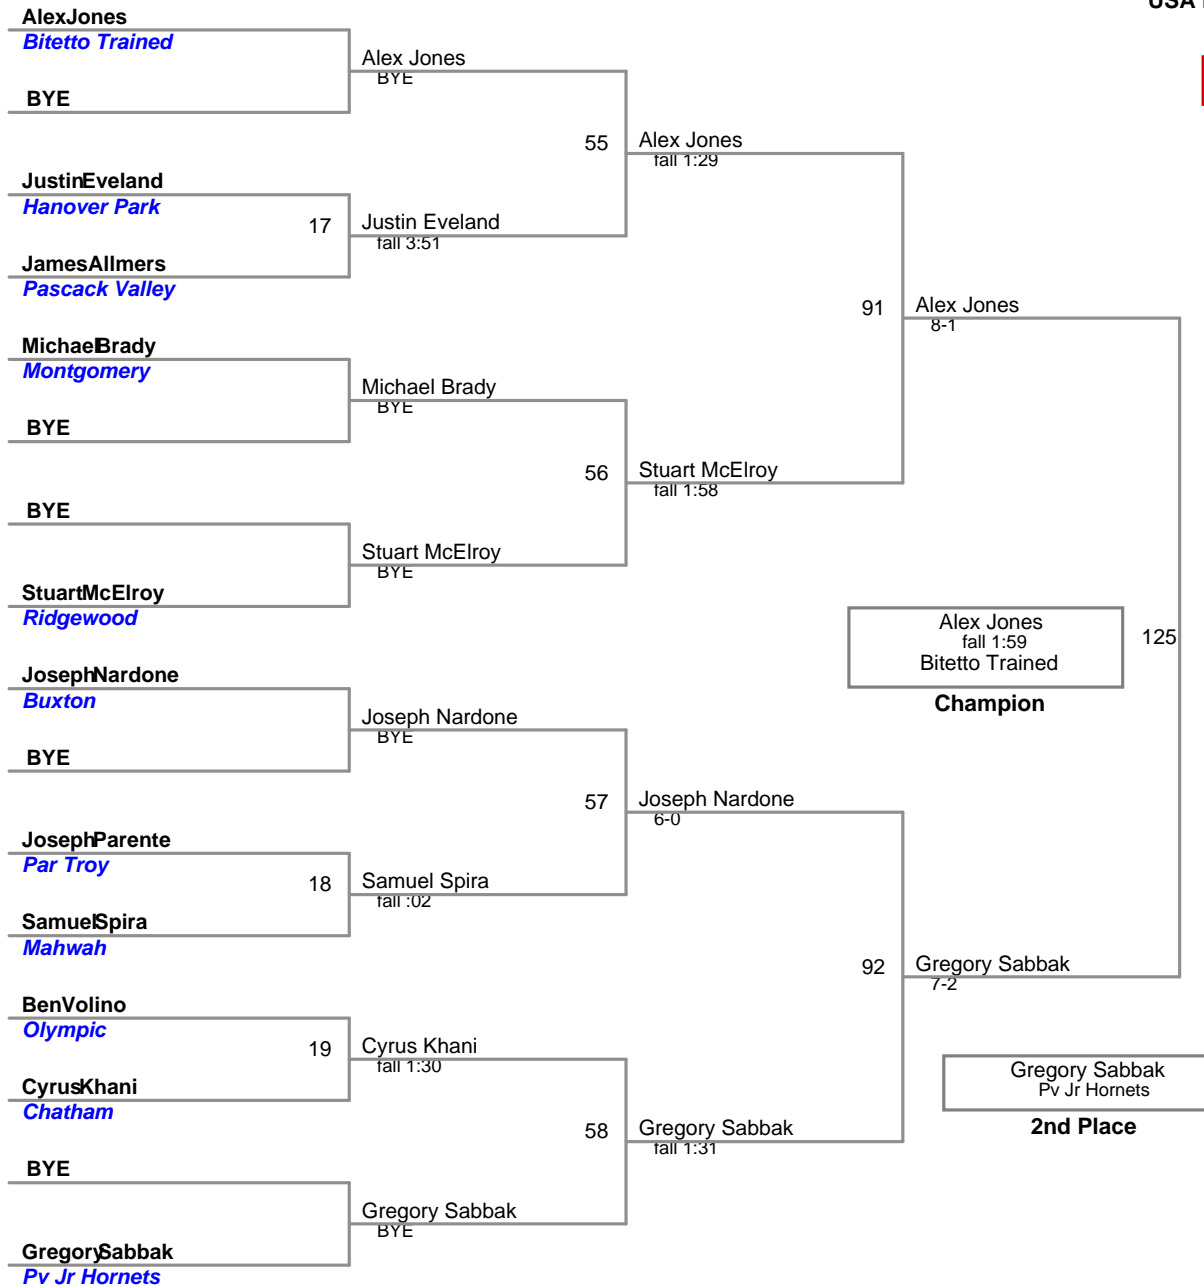 USA
AlexJones
Bitetto Trained
Alex Jones
BYE
BYE
55
Alex Jones
fall 1:29
JustinEveland
Hanover Park
17
Justin Eveland
fall 3:51
JamesAllmers
Pascack Valley
91
Alex Jones
8-1
MichaelBrady
Montgomery
Michael Brady
BYE
BYE
56
Stuart McElroy
fall 1:58
BYE
Stuart McElroy
BYE
StuartMcElroy
Ridgewood
Alex Jones
fall 1:59
Bitetto Trained
Champion
125
JosephNardone
Buxton
Joseph Nardone
BYE
BYE
57
Joseph Nardone
6-0
JosephParente
Par Troy
18
Samuel Spira
fall :02
SamuelSpira
Mahwah
92
Gregory Sabbak
7-2
BenVolino
Olympic
19
Cyrus Khani
fall 1:30
CyrusKhani
Chatham
Gregory Sabbak
Pv Jr Hornets
2nd Place
58
Gregory Sabbak
fall 1:31
BYE
Gregory Sabbak
BYE
GregorySabbak
Pv Jr Hornets